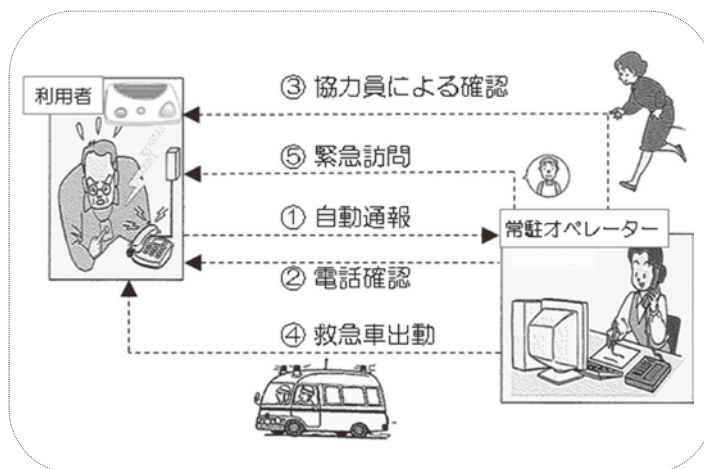 利用者
③ 協力員による確認
⑤ 緊急訪問
① 自動通報
常駐オペレーター
② 電話確認
④ 救急車出動